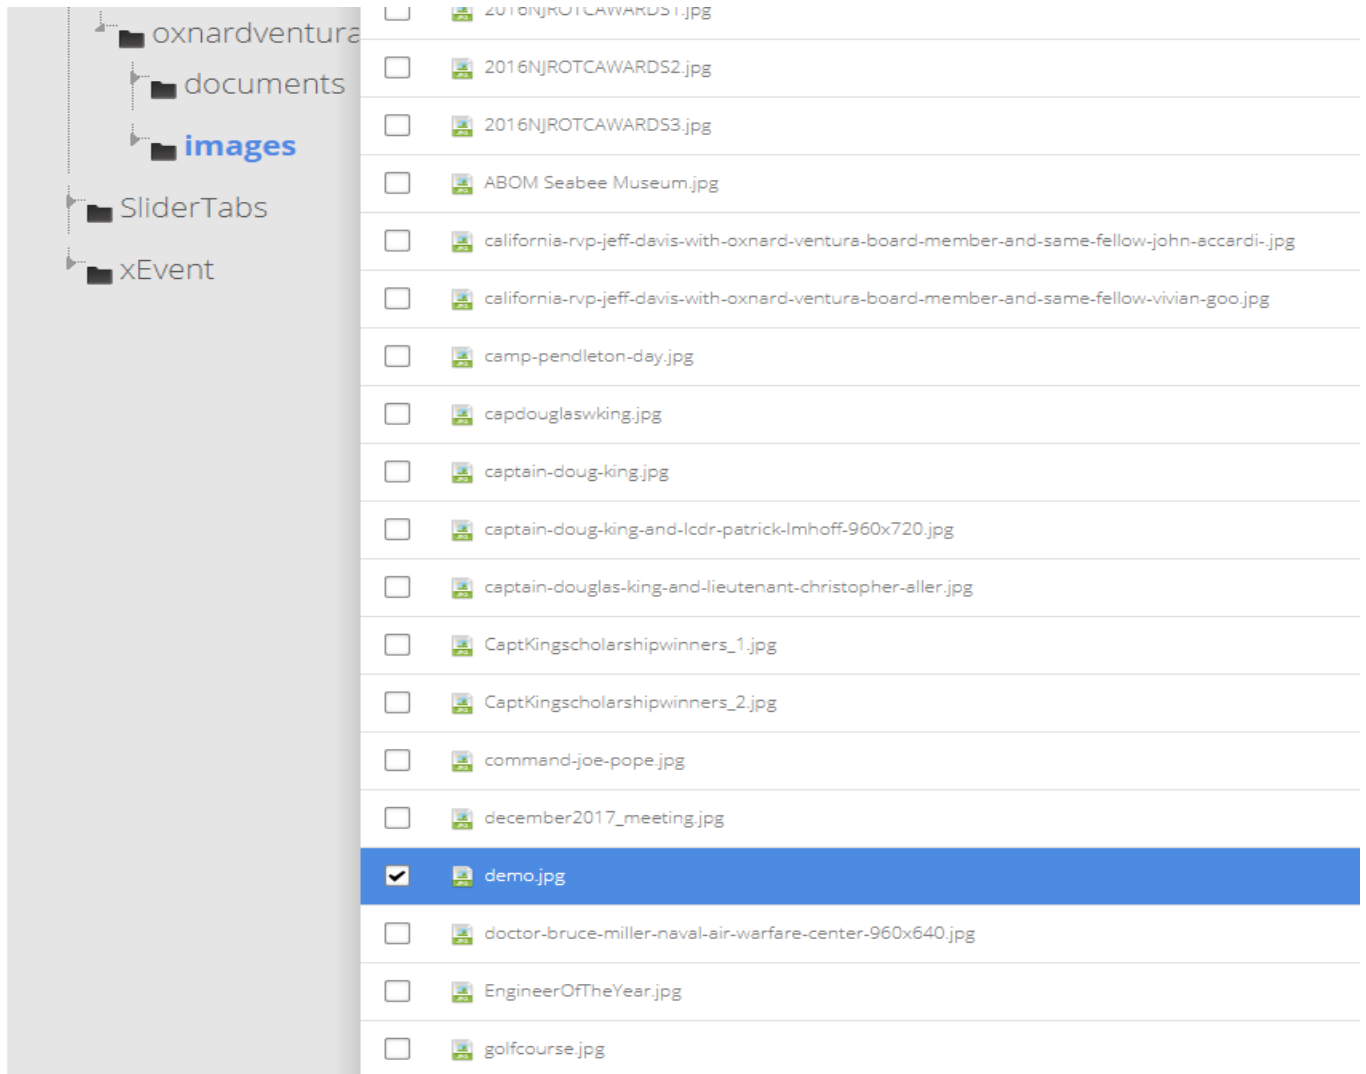 oxnardventura
documents
images
SliderTabs
xEvent
2016NJROTCAWARDS1.jpg
2016NJROTCAWARDS2.jpg
2016NJROTCAWARDS3.jpg
ABOM Seabee Museum.jpg
california-rvp-jeff-davis-with-oxnard-ventura-board-member-and-same-fellow-john-accardi-.jpg
california-rvp-jeff-davis-with-oxnard-ventura-board-member-and-same-fellow-vivian-goo.jpg
camp-pendleton-day.jpg
capdouglaswking.jpg
captain-doug-king.jpg
captain-doug-king-and-lcdr-patrick-lmhoff-960x720.jpg
captain-douglas-king-and-lieutenant-christopher-aller.jpg
CaptKingscholarshipwinners_1.jpg
CaptKingscholarshipwinners_2.jpg
command-joe-pope.jpg
december2017_meeting.jpg
demo.jpg
doctor-bruce-miller-naval-air-warfare-center-960x640.jpg
EngineerOfTheYear.jpg
golfcourse.jpg